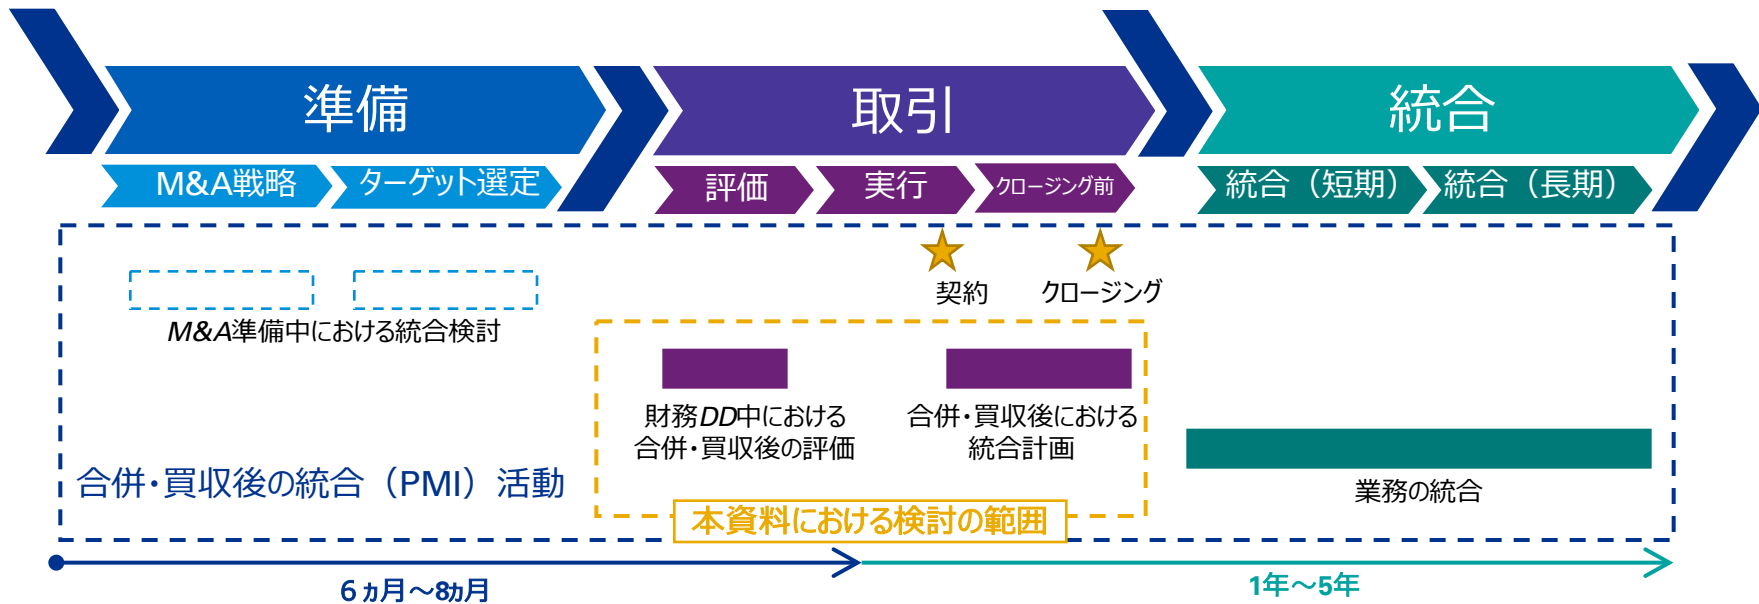 準備
取引
統合
M&A戦略
ターゲット選定
評価
実行
クロージング前
統合（短期）
統合（長期）
契約
クロージング
M&A準備中における統合検討
財務DD中における
合併・買収後の評価
合併・買収後における
統合計画
合併・買収後の統合（PMI）活動
業務の統合
本資料における検討の範囲
６ヵ月～8ヵ月
1年～5年